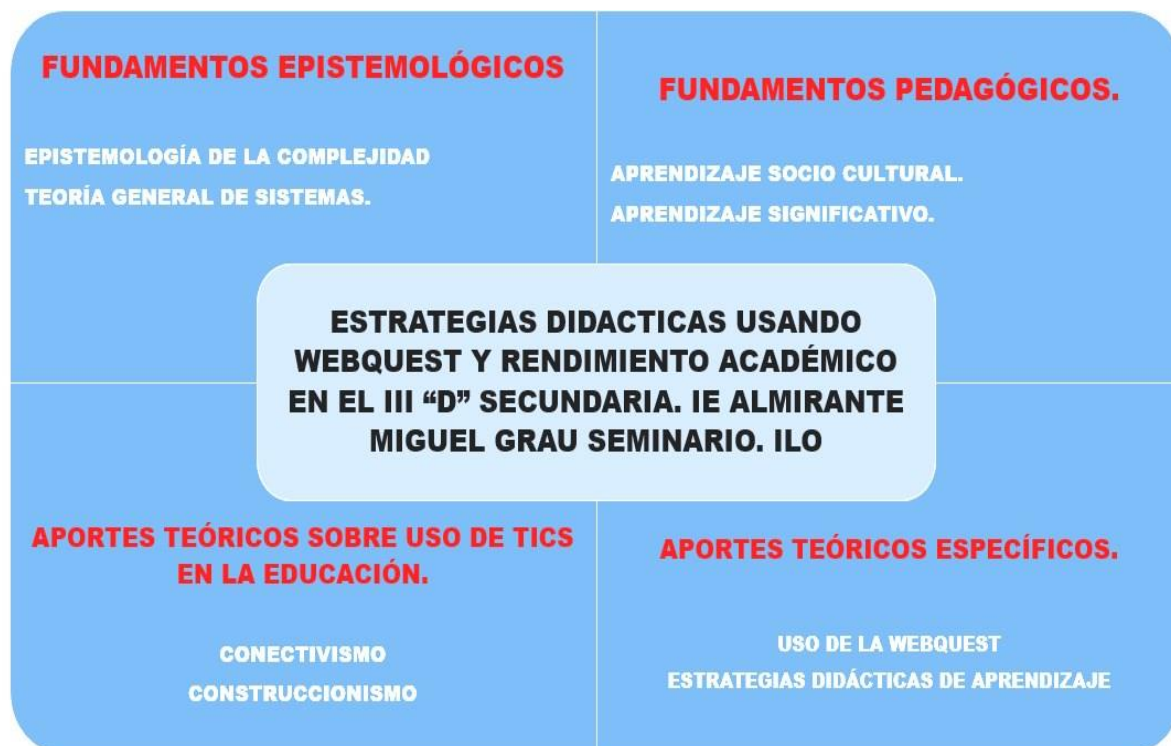 FUNDAMENTOS EPISTEMOLÓGICOS
EPISTEMOLOGÍA DE LA COMPLEJIDAD
TEORÍA GENERAL DE SISTEMAS.
FUNDAMENTOS PEDAGÓGICOS.
APRENDIZAJE SOCIO CULTURAL.
APRENDIZAJE SIGNIFICATIVO.
ESTRATEGIAS DIDACTICAS USANDO
WEBQUEST Y RENDIMIENTO ACADÉMICO
EN EL III “D” SECUNDARIA. IE ALMIRANTE
MIGUEL GRAU SEMINARIO. ILO
APORTES TEÓRICOS SOBRE USO DE TICS
EN LA EDUCACIÓN.
CONECTIVISMO
CONSTRUCCIONISMO
APORTES TEÓRICOS ESPECÍFICOS.
USO DE LA WEBQUEST
ESTRATEGIAS DIDÁCTICAS DE APRENDIZAJE